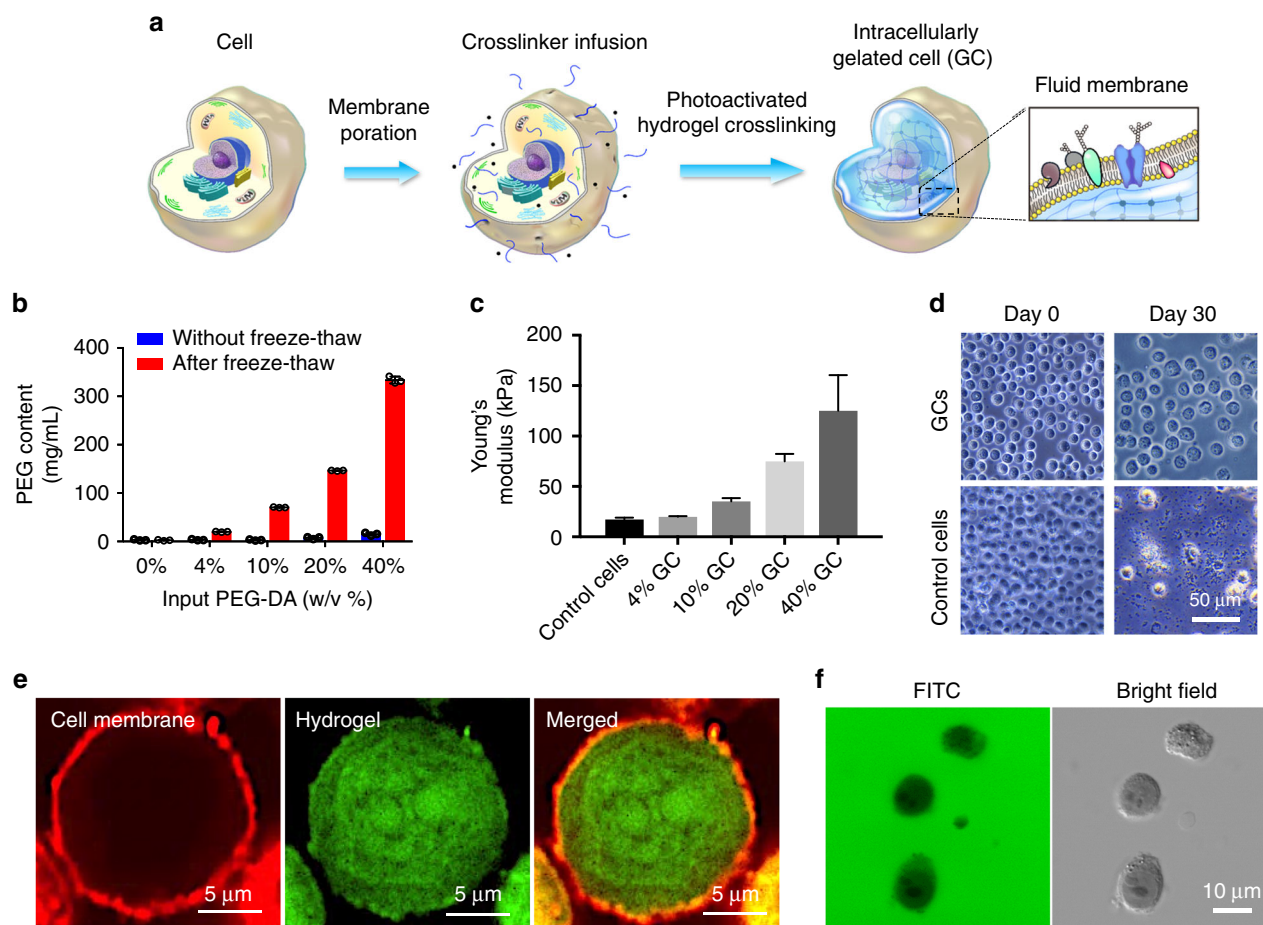 a
Cell
Crosslinker infusion
Intracellularly
gelated cell (GC)
Membrane
poration
Photoactivated
hydrogel crosslinking
Fluid membrane
b
Without freeze-thaw
After freeze-thaw
PEG content
(mg/mL)
400
300
200
100
0
0% 4% 10% 20% 40%
Input PEG-DA (w/v %)
c
Young's
modulus (kPa)
200
150
100
50
0
Control cells
4% GC
10% GC
20% GC
40% GC
d
Day 0
Day 30
GCs
Control cells
50 μm
e
Cell membrane
5 μm
Hydrogel
5 μm
Merged
5 μm
f
FITC
Bright field
10 μm